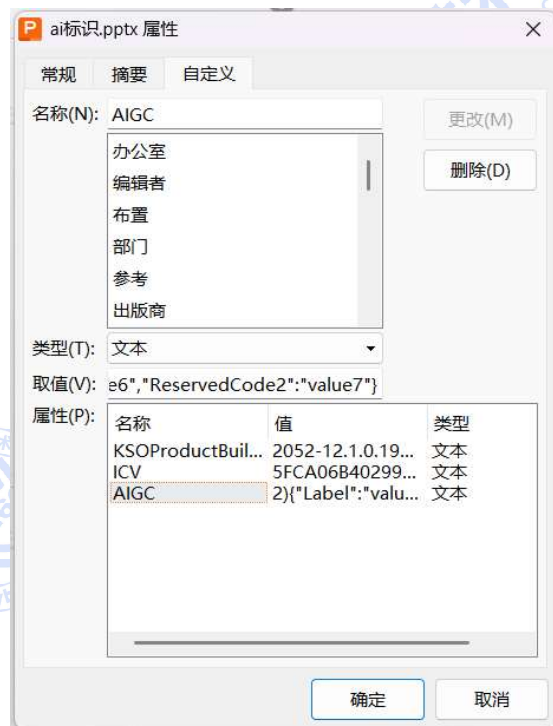 ai标识.pptx 属性
常规 摘要 自定义
名称(N): AIGC
更改(M)
办公室
删除(D)
编辑者
布置
部门
参考
出版商
类型(T): 文本
取值(V): e6","ReservedCode2":"value7"}
属性(P): 名称 值 类型
KSOProductBuil... 2052-12.1.0.19... 文本
ICV 5FCA06B40299... 文本
AIGC 2){"Label":"valu... 文本
确定 取消